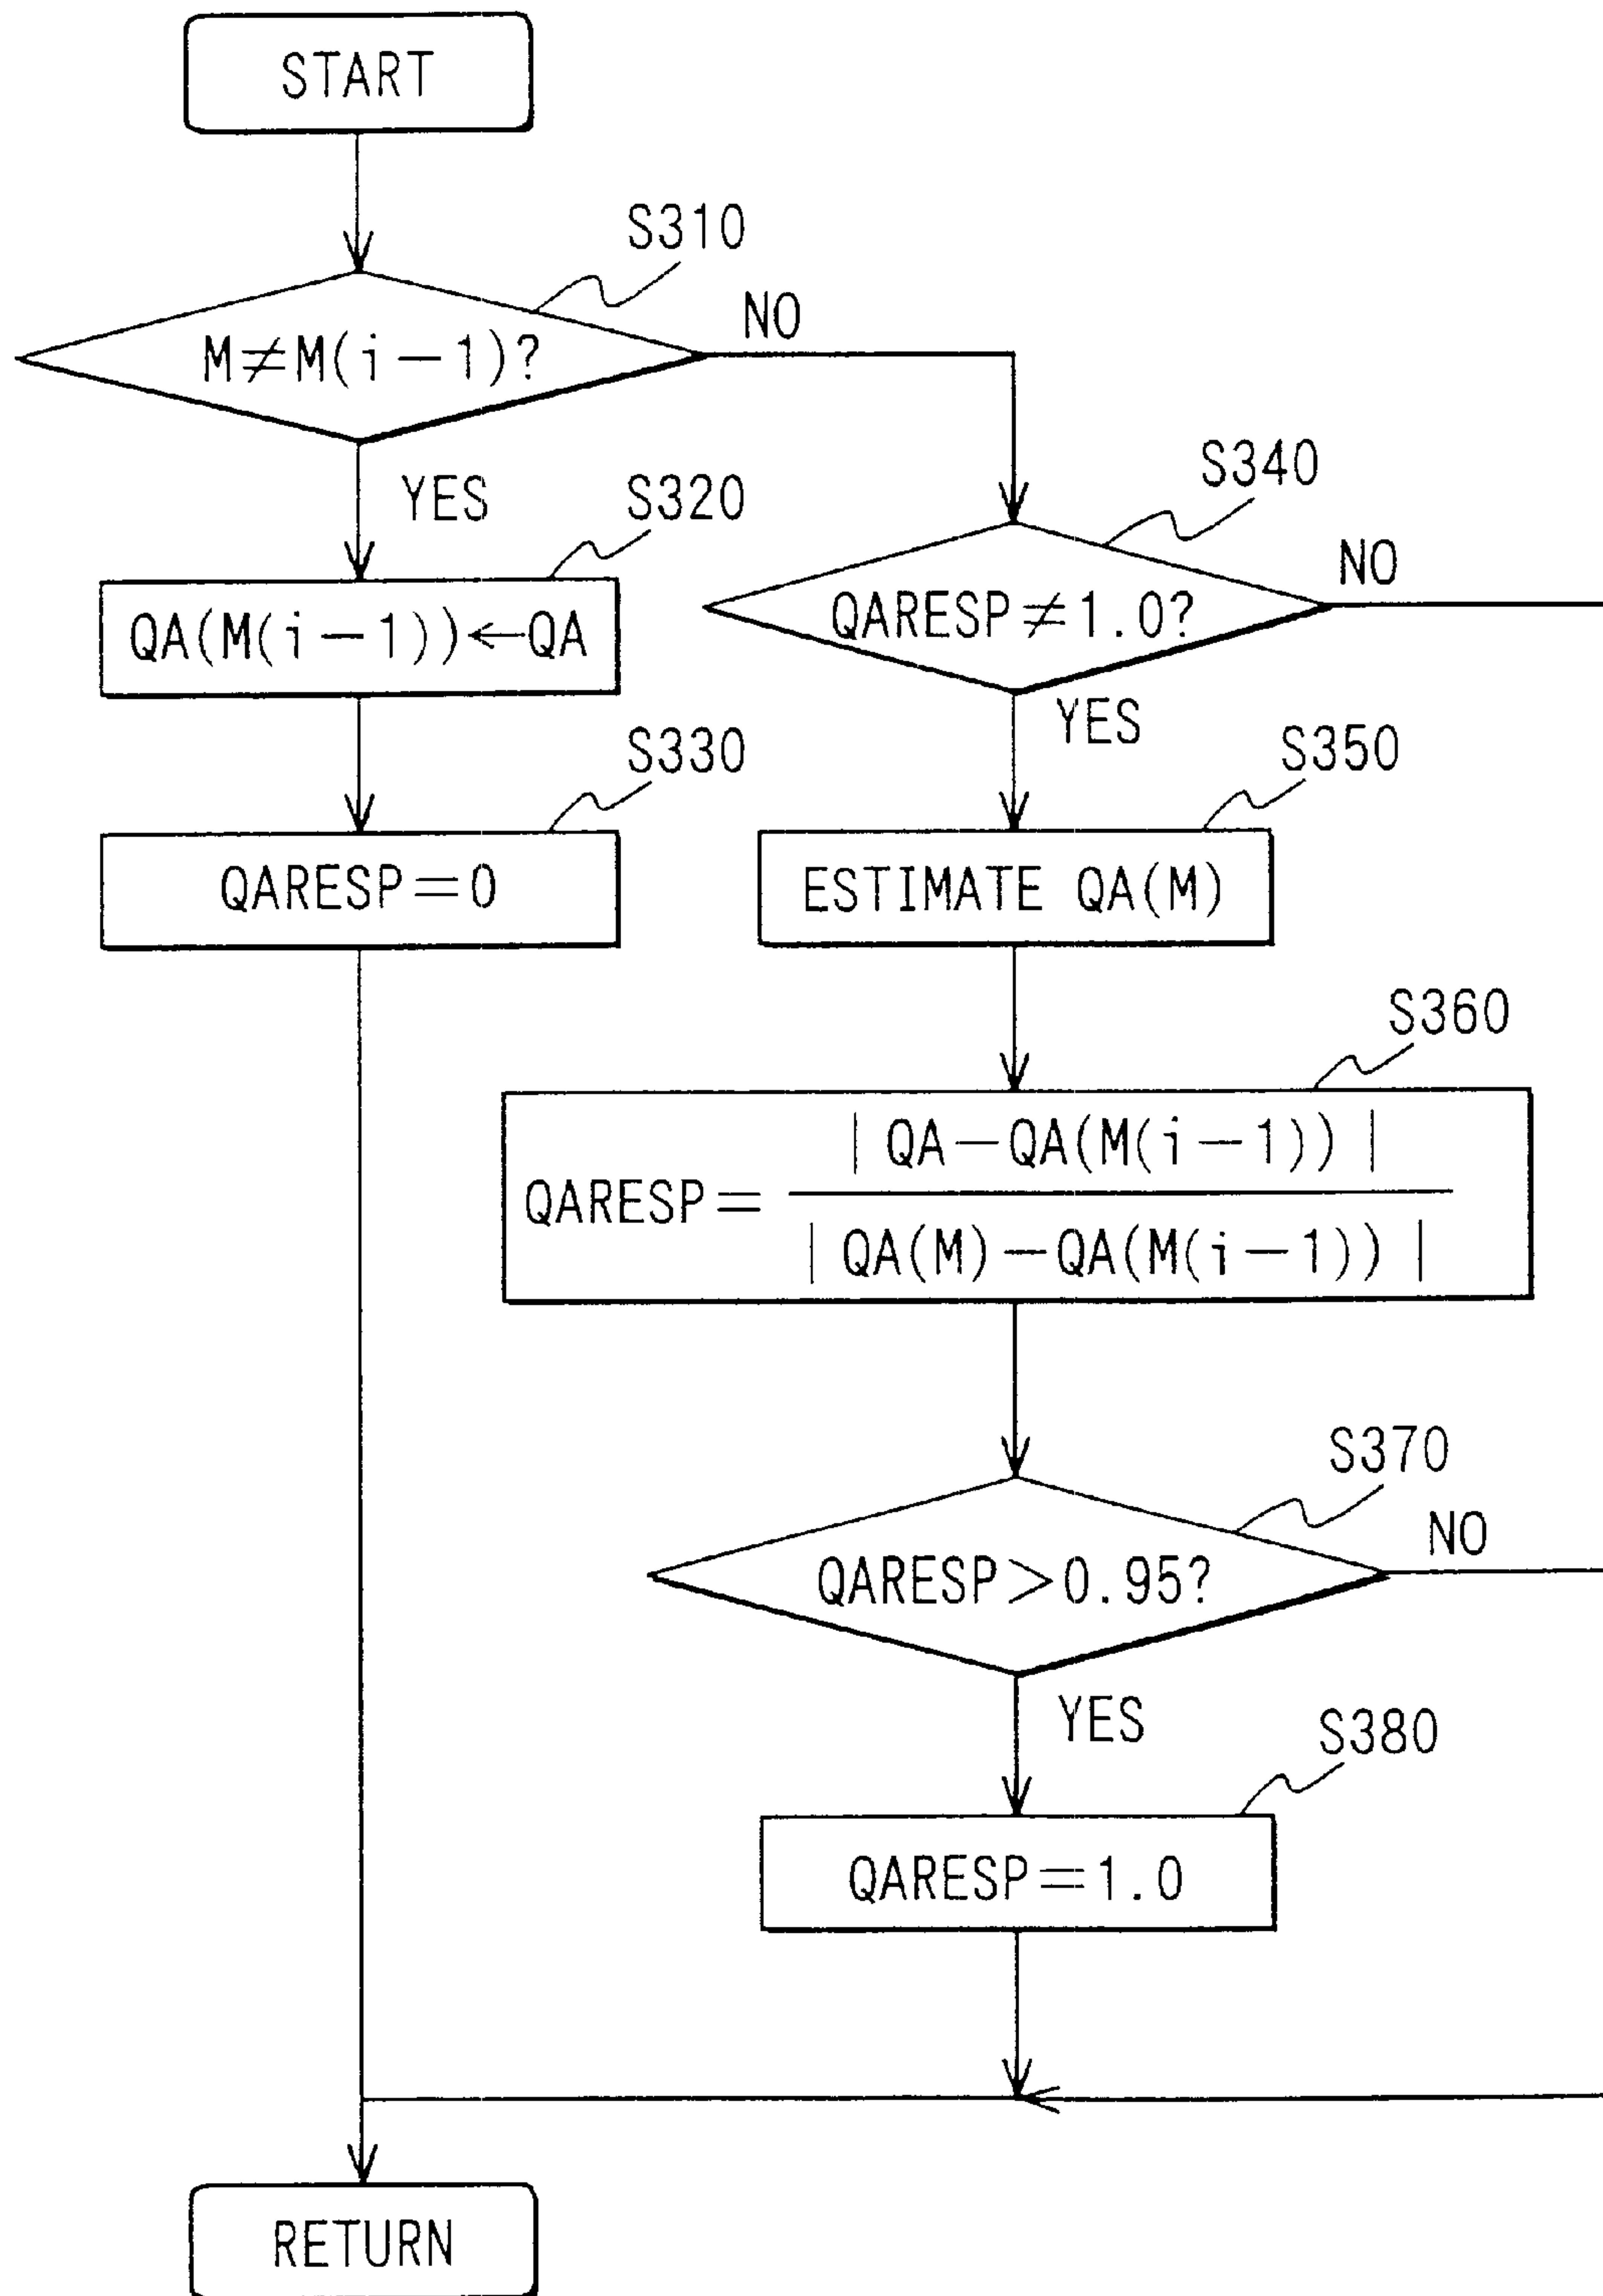 START
S310
M≠M(i－1)?
NO
YES
S320
QA(M(i－1))←QA
S330
QARESP＝0
S340
QARESP≠1.0?
NO
YES
S350
ESTIMATE QA(M)
S360
QARESP＝
| QA－QA(M(i－1)) |
| QA(M)－QA(M(i－1)) |
S370
QARESP＞0.95?
NO
YES
S380
QARESP＝1.0
RETURN